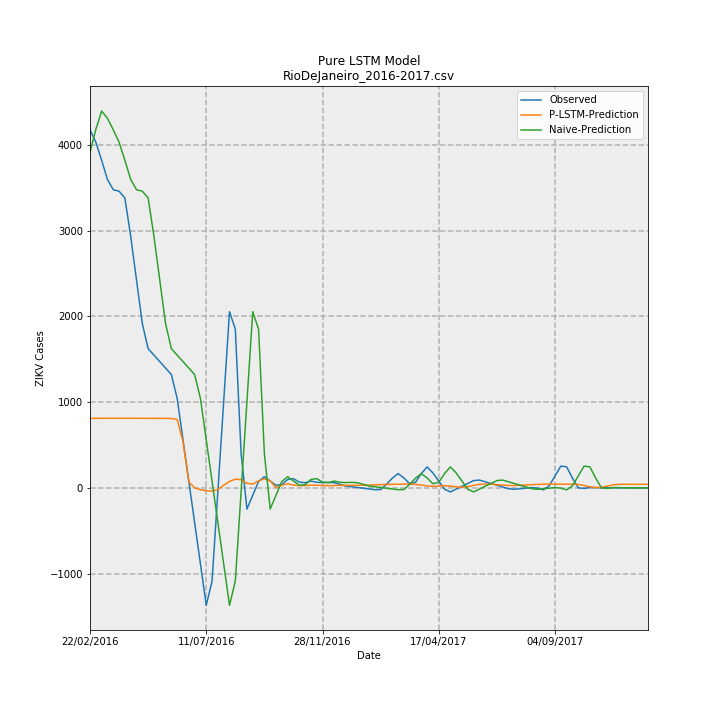 Pure LSTM Model
RioDeJaneiro_2016-2017.csv
Observed
P-LSTM-Prediction
Naive-Prediction
ZIKV Cases
4000
3000
2000
1000
0
−1000
22/02/2016
11/07/2016
28/11/2016
17/04/2017
04/09/2017
Date